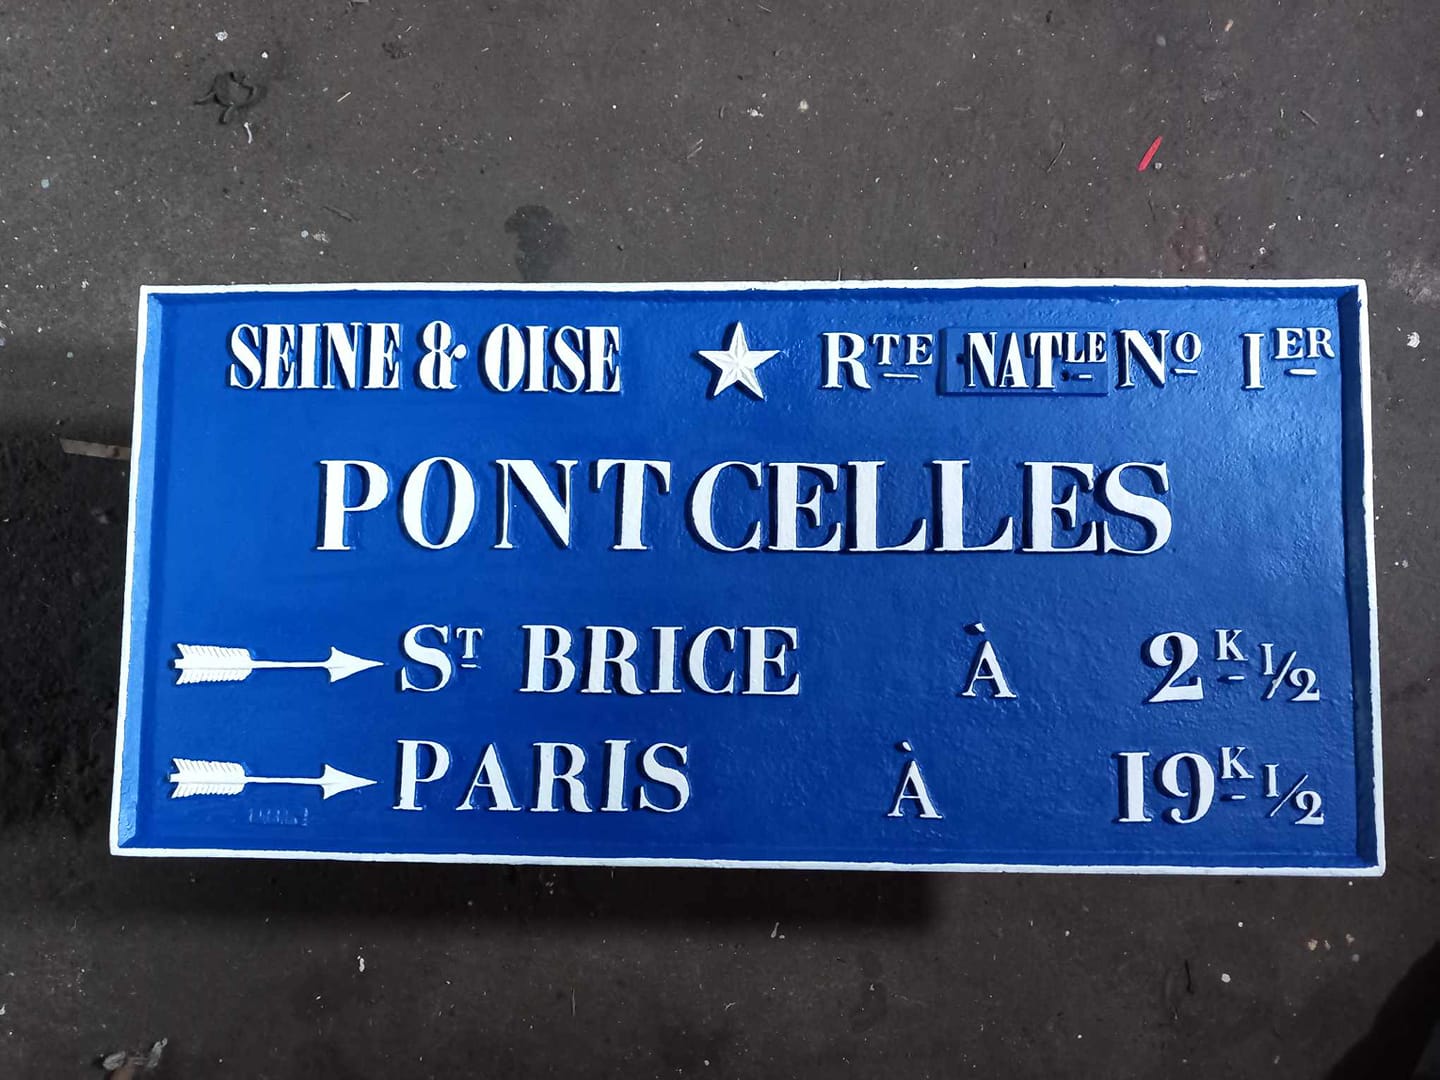 SEINE & OISE ★ RTE NATLE No 1ER
PONTCELLES
ST BRICE À 2K 1/2
PARIS À 19K 1/2